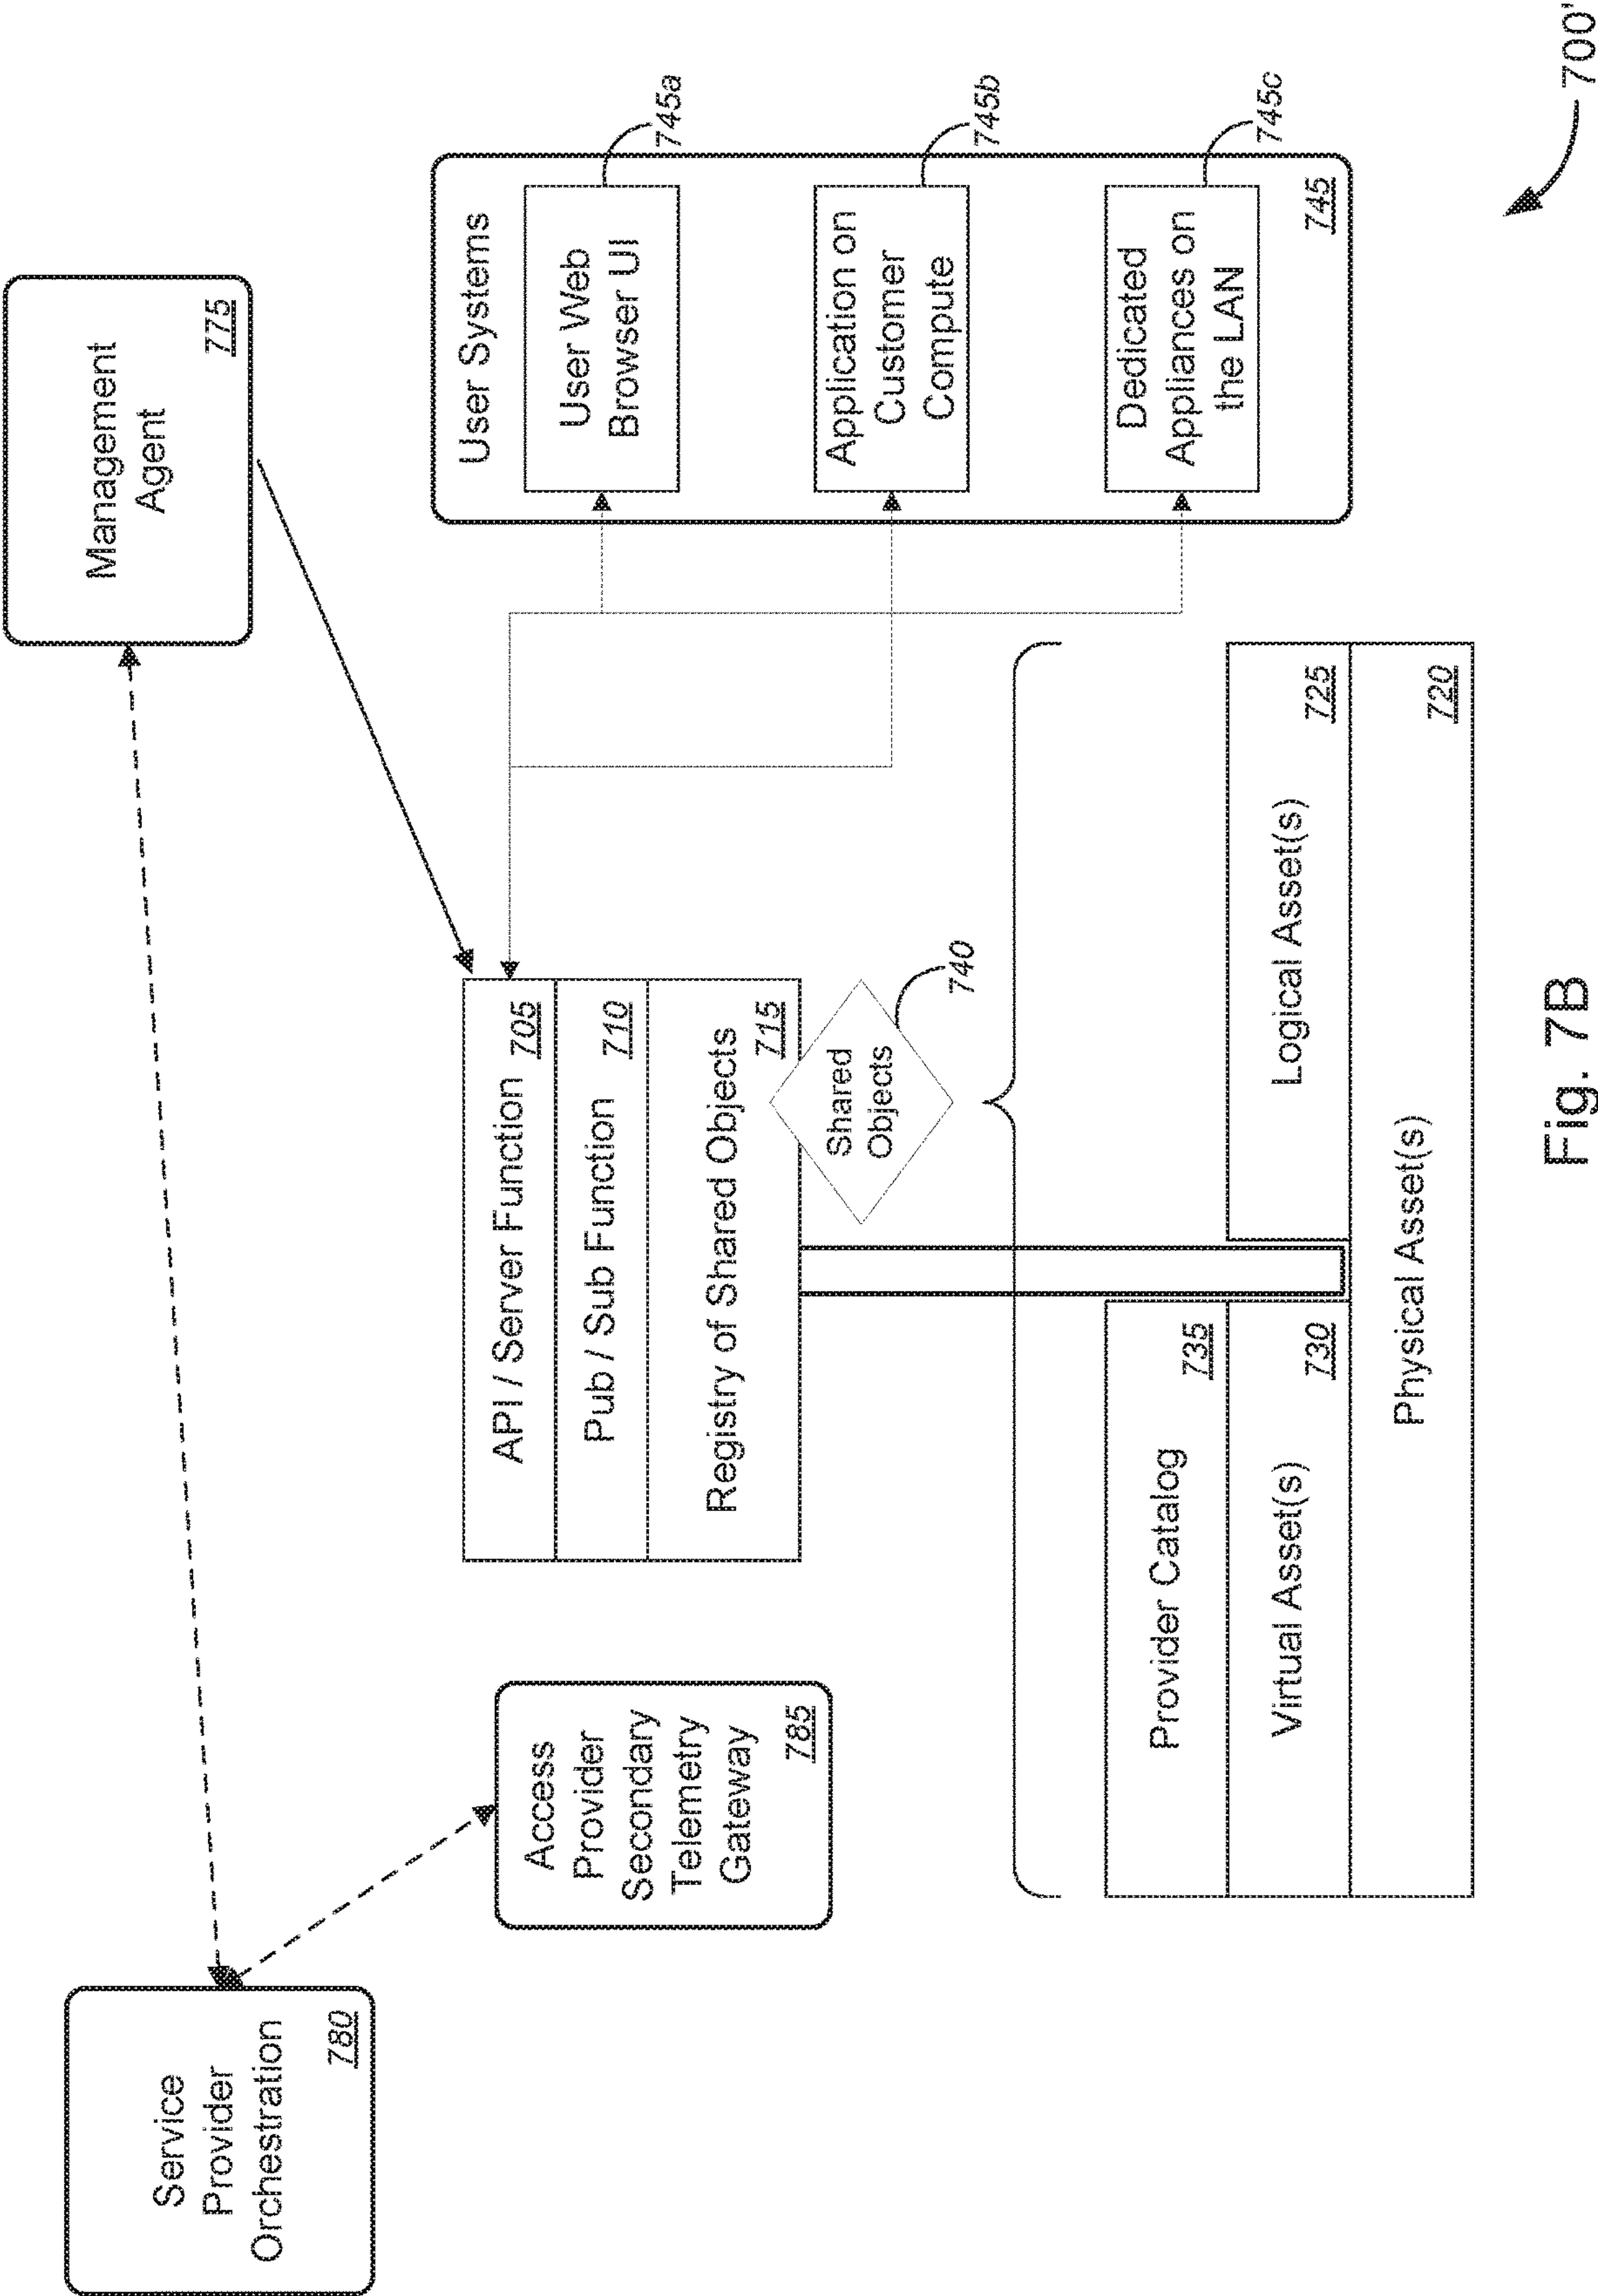 Service
Provider
Orchestration
780
Management
Agent
775
Access
Provider
Secondary
Telemetry
Gateway
785
API / Server Function
705
Pub / Sub Function
710
Registry of Shared Objects
715
Shared
Objects
740
User Systems
User Web
Browser UI
745a
Application on
Customer
Compute
745b
Dedicated
Appliances on
the LAN
745c
745
Provider Catalog
735
Virtual Asset(s)
730
Logical Asset(s)
725
Physical Asset(s)
720
700'
Fig. 7B